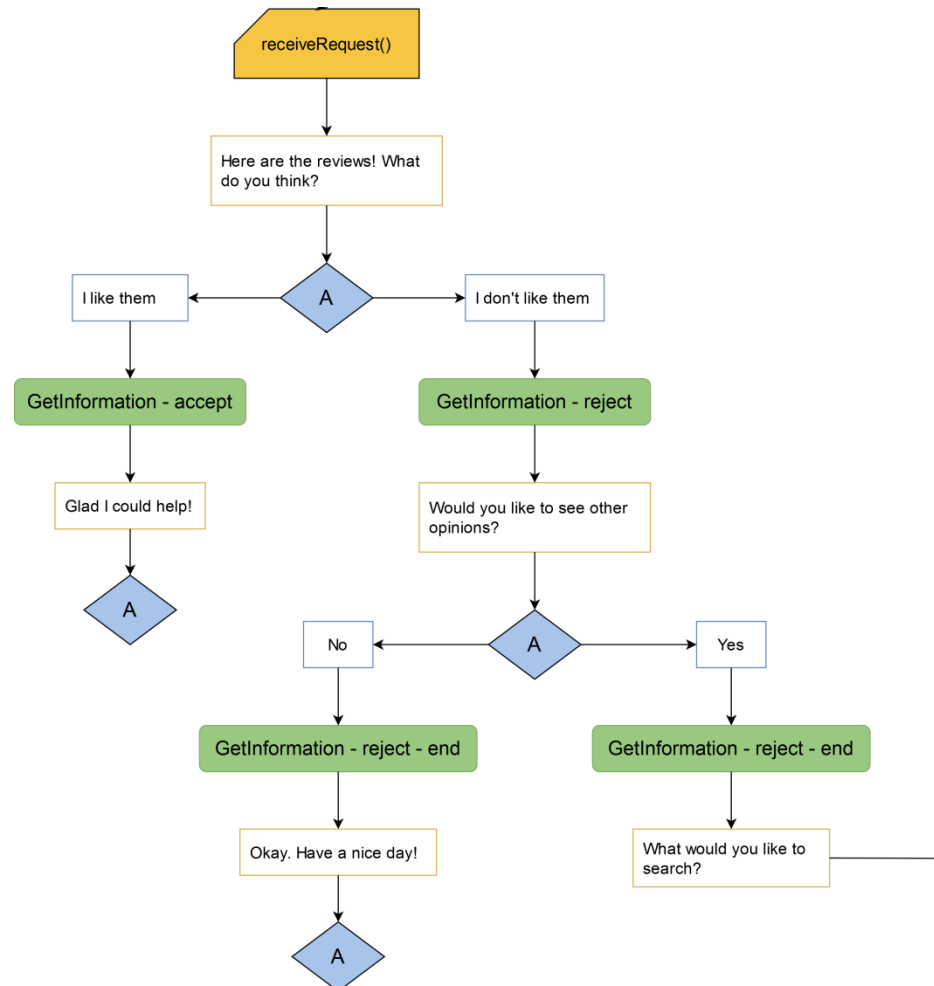 receiveRequest()
Here are the reviews! What
do you think?
I like them
A
I don't like them
GetInformation - accept
GetInformation - reject
Glad I could help!
Would you like to see other
opinions?
A
No
A
Yes
GetInformation - reject - end
GetInformation - reject - end
Okay. Have a nice day!
What would you like to
search?
A